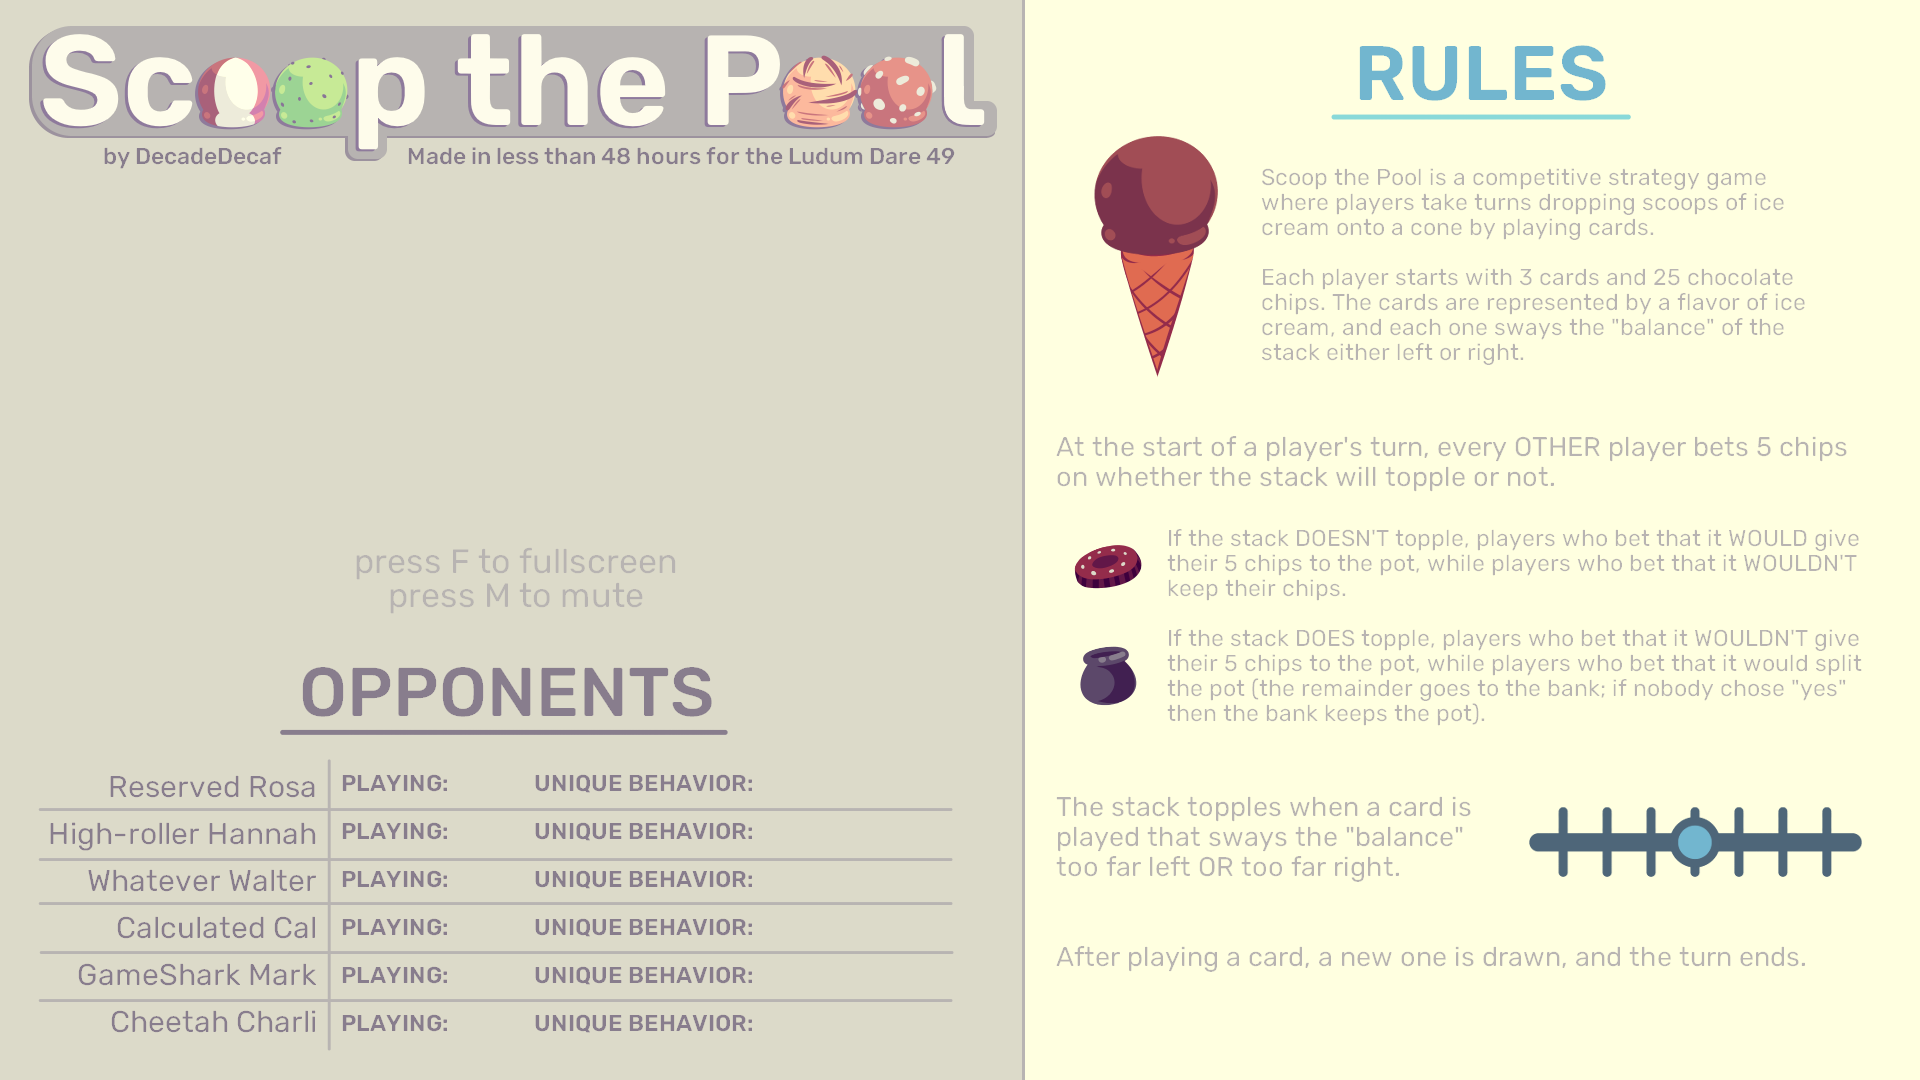 Scoop the Pool
by DecadeDecaf
Made in less than 48 hours for the Ludum Dare 49
press F to fullscreen
press M to mute
OPPONENTS
Reserved Rosa PLAYING: UNIQUE BEHAVIOR:
High-roller Hannah PLAYING: UNIQUE BEHAVIOR:
Whatever Walter PLAYING: UNIQUE BEHAVIOR:
Calculated Cal PLAYING: UNIQUE BEHAVIOR:
GameShark Mark PLAYING: UNIQUE BEHAVIOR:
Cheetah Charli PLAYING: UNIQUE BEHAVIOR:
RULES
Scoop the Pool is a competitive strategy game
where players take turns dropping scoops of ice
cream onto a cone by playing cards.
Each player starts with 3 cards and 25 chocolate
chips. The cards are represented by a flavor of ice
cream, and each one sways the "balance" of the
stack either left or right.
At the start of a player's turn, every OTHER player bets 5 chips
on whether the stack will topple or not.
If the stack DOESN'T topple, players who bet that it WOULD give
their 5 chips to the pot, while players who bet that it WOULDN'T
keep their chips.
If the stack DOES topple, players who bet that it WOULDN'T give
their 5 chips to the pot, while players who bet that it would split
the pot (the remainder goes to the bank; if nobody chose "yes"
then the bank keeps the pot).
The stack topples when a card is
played that sways the "balance"
too far left OR too far right.
After playing a card, a new one is drawn, and the turn ends.